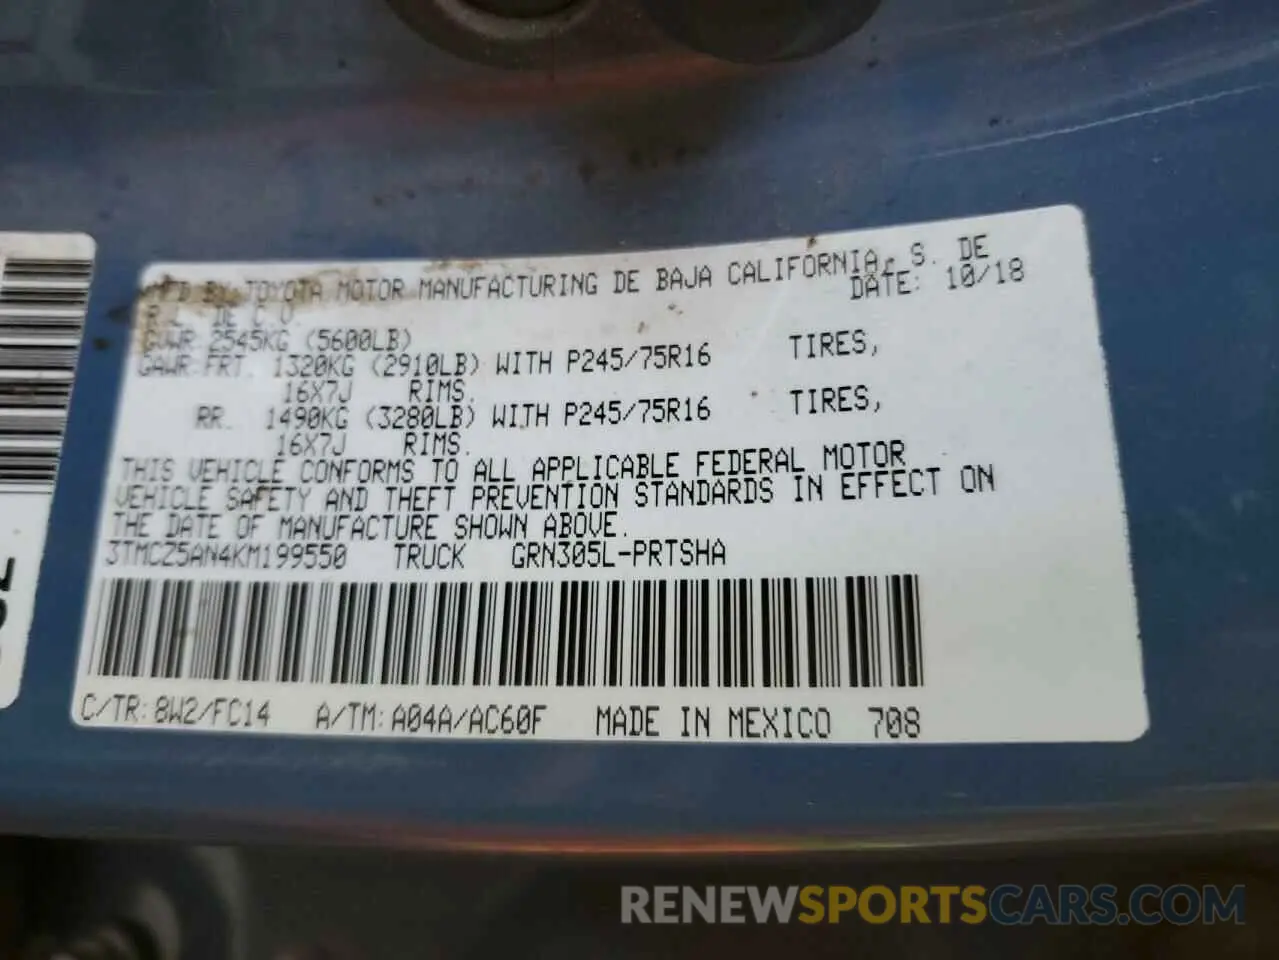 MFD BY TOYOTA MOTOR MANUFACTURING DE BAJA CALIFORNIA, S. DE
R.L. DE C.V. DATE: 10/18
GVWR 2545KG (5600LB)
GAWR FRT. 1320KG (2910LB) WITH P245/75R16 TIRES,
16X7J RIMS.
RR. 1490KG (3280LB) WITH P245/75R16 TIRES,
16X7J RIMS.
THIS VEHICLE CONFORMS TO ALL APPLICABLE FEDERAL MOTOR
VEHICLE SAFETY AND THEFT PREVENTION STANDARDS IN EFFECT ON
THE DATE OF MANUFACTURE SHOWN ABOVE.
3TMCZ5AN4KM199550 TRUCK GRN305L-PRTSHA
C/TR: 8W2/FC14 A/TM: A04A/AC60F MADE IN MEXICO 708
RENEWSPORTSCARS.COM